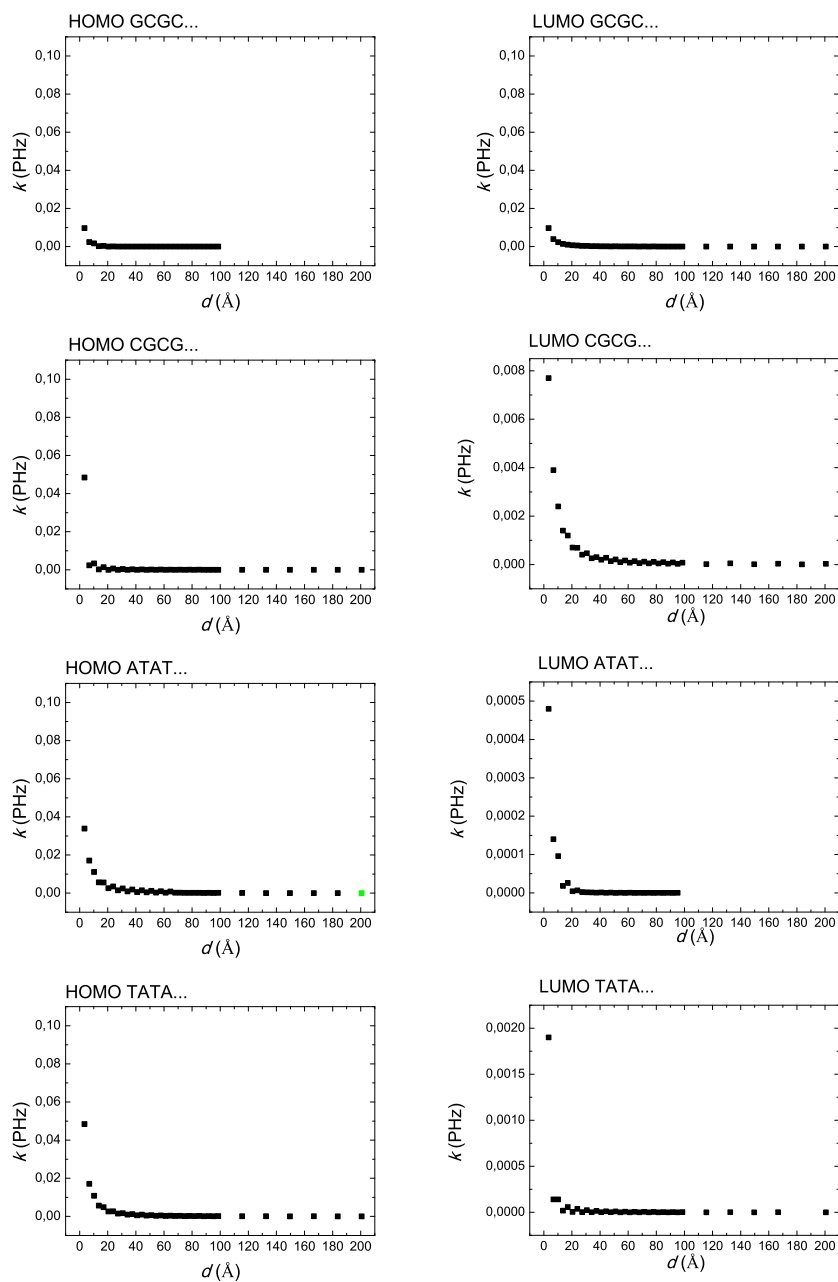 HOMO GCGC...
0,10
0,08
0,06
0,04
0,02
0,00
k (PHz)
0 20 40 60 80 100 120 140 160 180 200
d (Å)
LUMO GCGC...
0,10
0,08
0,06
0,04
0,02
0,00
k (PHz)
0 20 40 60 80 100 120 140 160 180 200
d (Å)
HOMO CGCG...
0,10
0,08
0,06
0,04
0,02
0,00
k (PHz)
0 20 40 60 80 100 120 140 160 180 200
d (Å)
LUMO CGCG...
0,008
0,006
0,004
0,002
0,000
k (PHz)
0 20 40 60 80 100 120 140 160 180 200
d (Å)
HOMO ATAT...
0,10
0,08
0,06
0,04
0,02
0,00
k (PHz)
0 20 40 60 80 100 120 140 160 180 200
d (Å)
LUMO ATAT...
0,0005
0,0004
0,0003
0,0002
0,0001
0,0000
k (PHz)
0 20 40 60 80 100 120 140 160 180 200
d (Å)
HOMO TATA...
0,10
0,08
0,06
0,04
0,02
0,00
k (PHz)
0 20 40 60 80 100 120 140 160 180 200
d (Å)
LUMO TATA...
0,0020
0,0015
0,0010
0,0005
0,0000
k (PHz)
0 20 40 60 80 100 120 140 160 180 200
d (Å)